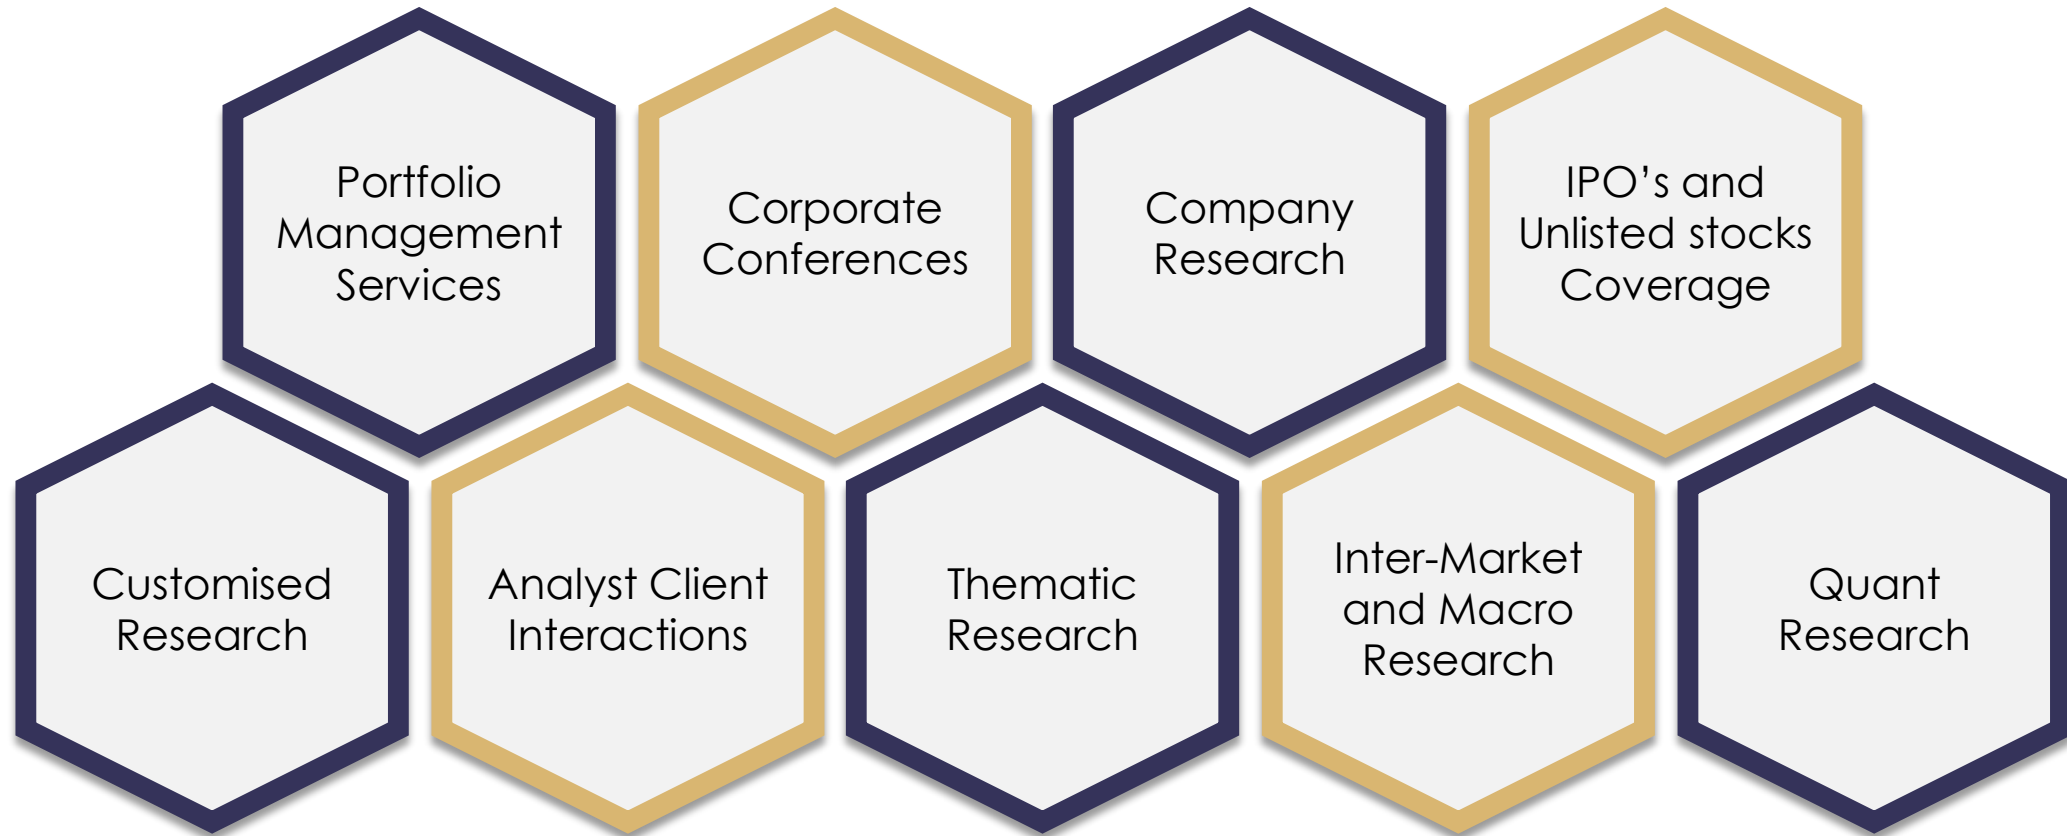 Portfolio
Management
Services
Corporate
Conferences
Company
Research
IPO’s and
Unlisted stocks
Coverage
Customised
Research
Analyst Client
Interactions
Thematic
Research
Inter-Market
and Macro
Research
Quant
Research